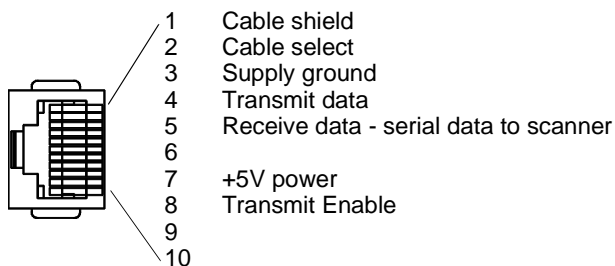 1 Cable shield
2 Cable select
3 Supply ground
4 Transmit data
5 Receive data - serial data to scanner
6
7 +5V power
8 Transmit Enable
9
10